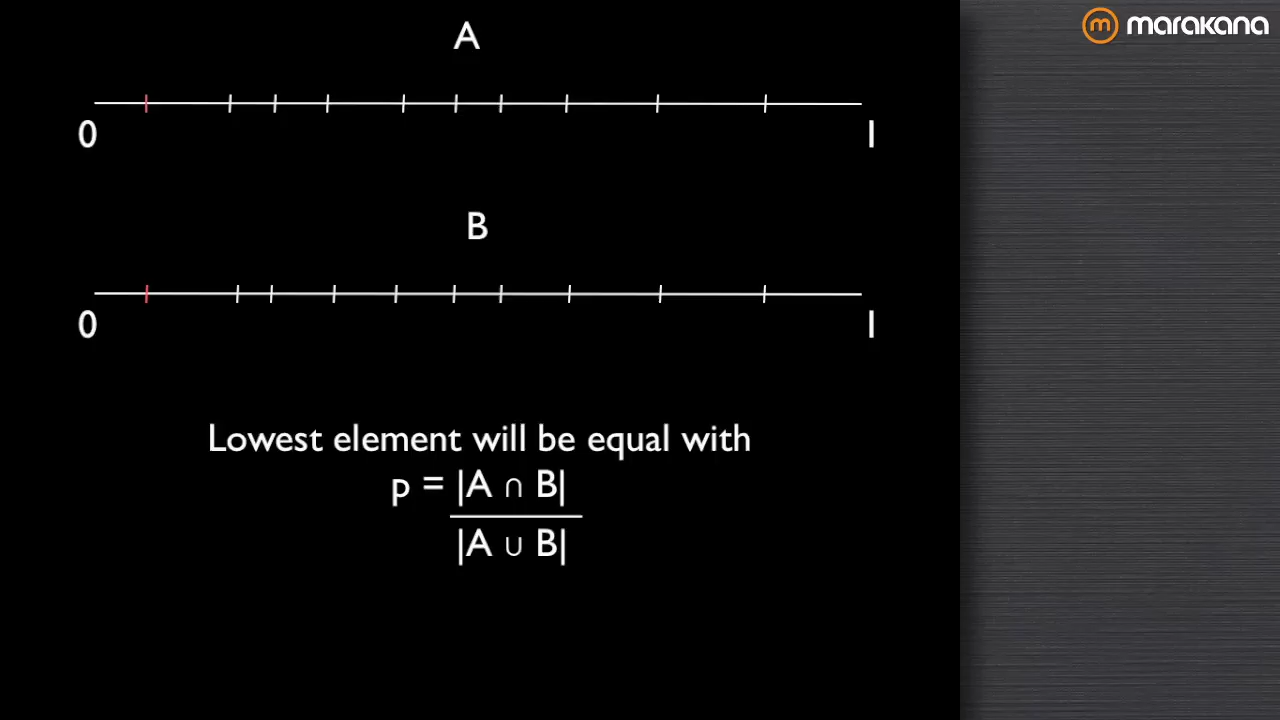 marakana
A
0 1
B
0 1
Lowest element will be equal with
p = |A ∩ B|
|A ∪ B|